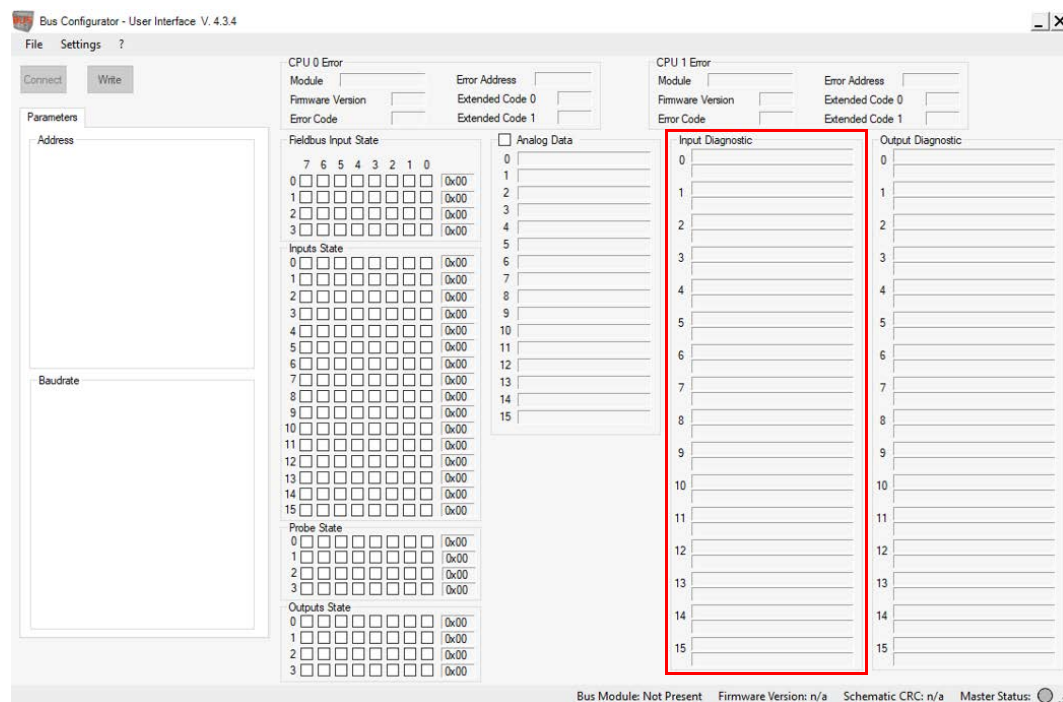 BUS
Bus Configurator - User Interface V. 4.3.4
File Settings ?
Connect Write
Parameters
Address
Baudrate
CPU 0 Error
Module Error Address
Firmware Version Extended Code 0
Error Code Extended Code 1
CPU 1 Error
Module Error Address
Firmware Version Extended Code 0
Error Code Extended Code 1
Fieldbus Input State
7 6 5 4 3 2 1 0
0 0x00
1 0x00
2 0x00
3 0x00
Inputs State
0 0x00
1 0x00
2 0x00
3 0x00
4 0x00
5 0x00
6 0x00
7 0x00
8 0x00
9 0x00
10 0x00
11 0x00
12 0x00
13 0x00
14 0x00
15 0x00
Probe State
0 0x00
1 0x00
2 0x00
3 0x00
Outputs State
0 0x00
1 0x00
2 0x00
3 0x00
Analog Data
0
1
2
3
4
5
6
7
8
9
10
11
12
13
14
15
Input Diagnostic
0
1
2
3
4
5
6
7
8
9
10
11
12
13
14
15
Output Diagnostic
0
1
2
3
4
5
6
7
8
9
10
11
12
13
14
15
Bus Module: Not Present Firmware Version: n/a Schematic CRC: n/a Master Status: